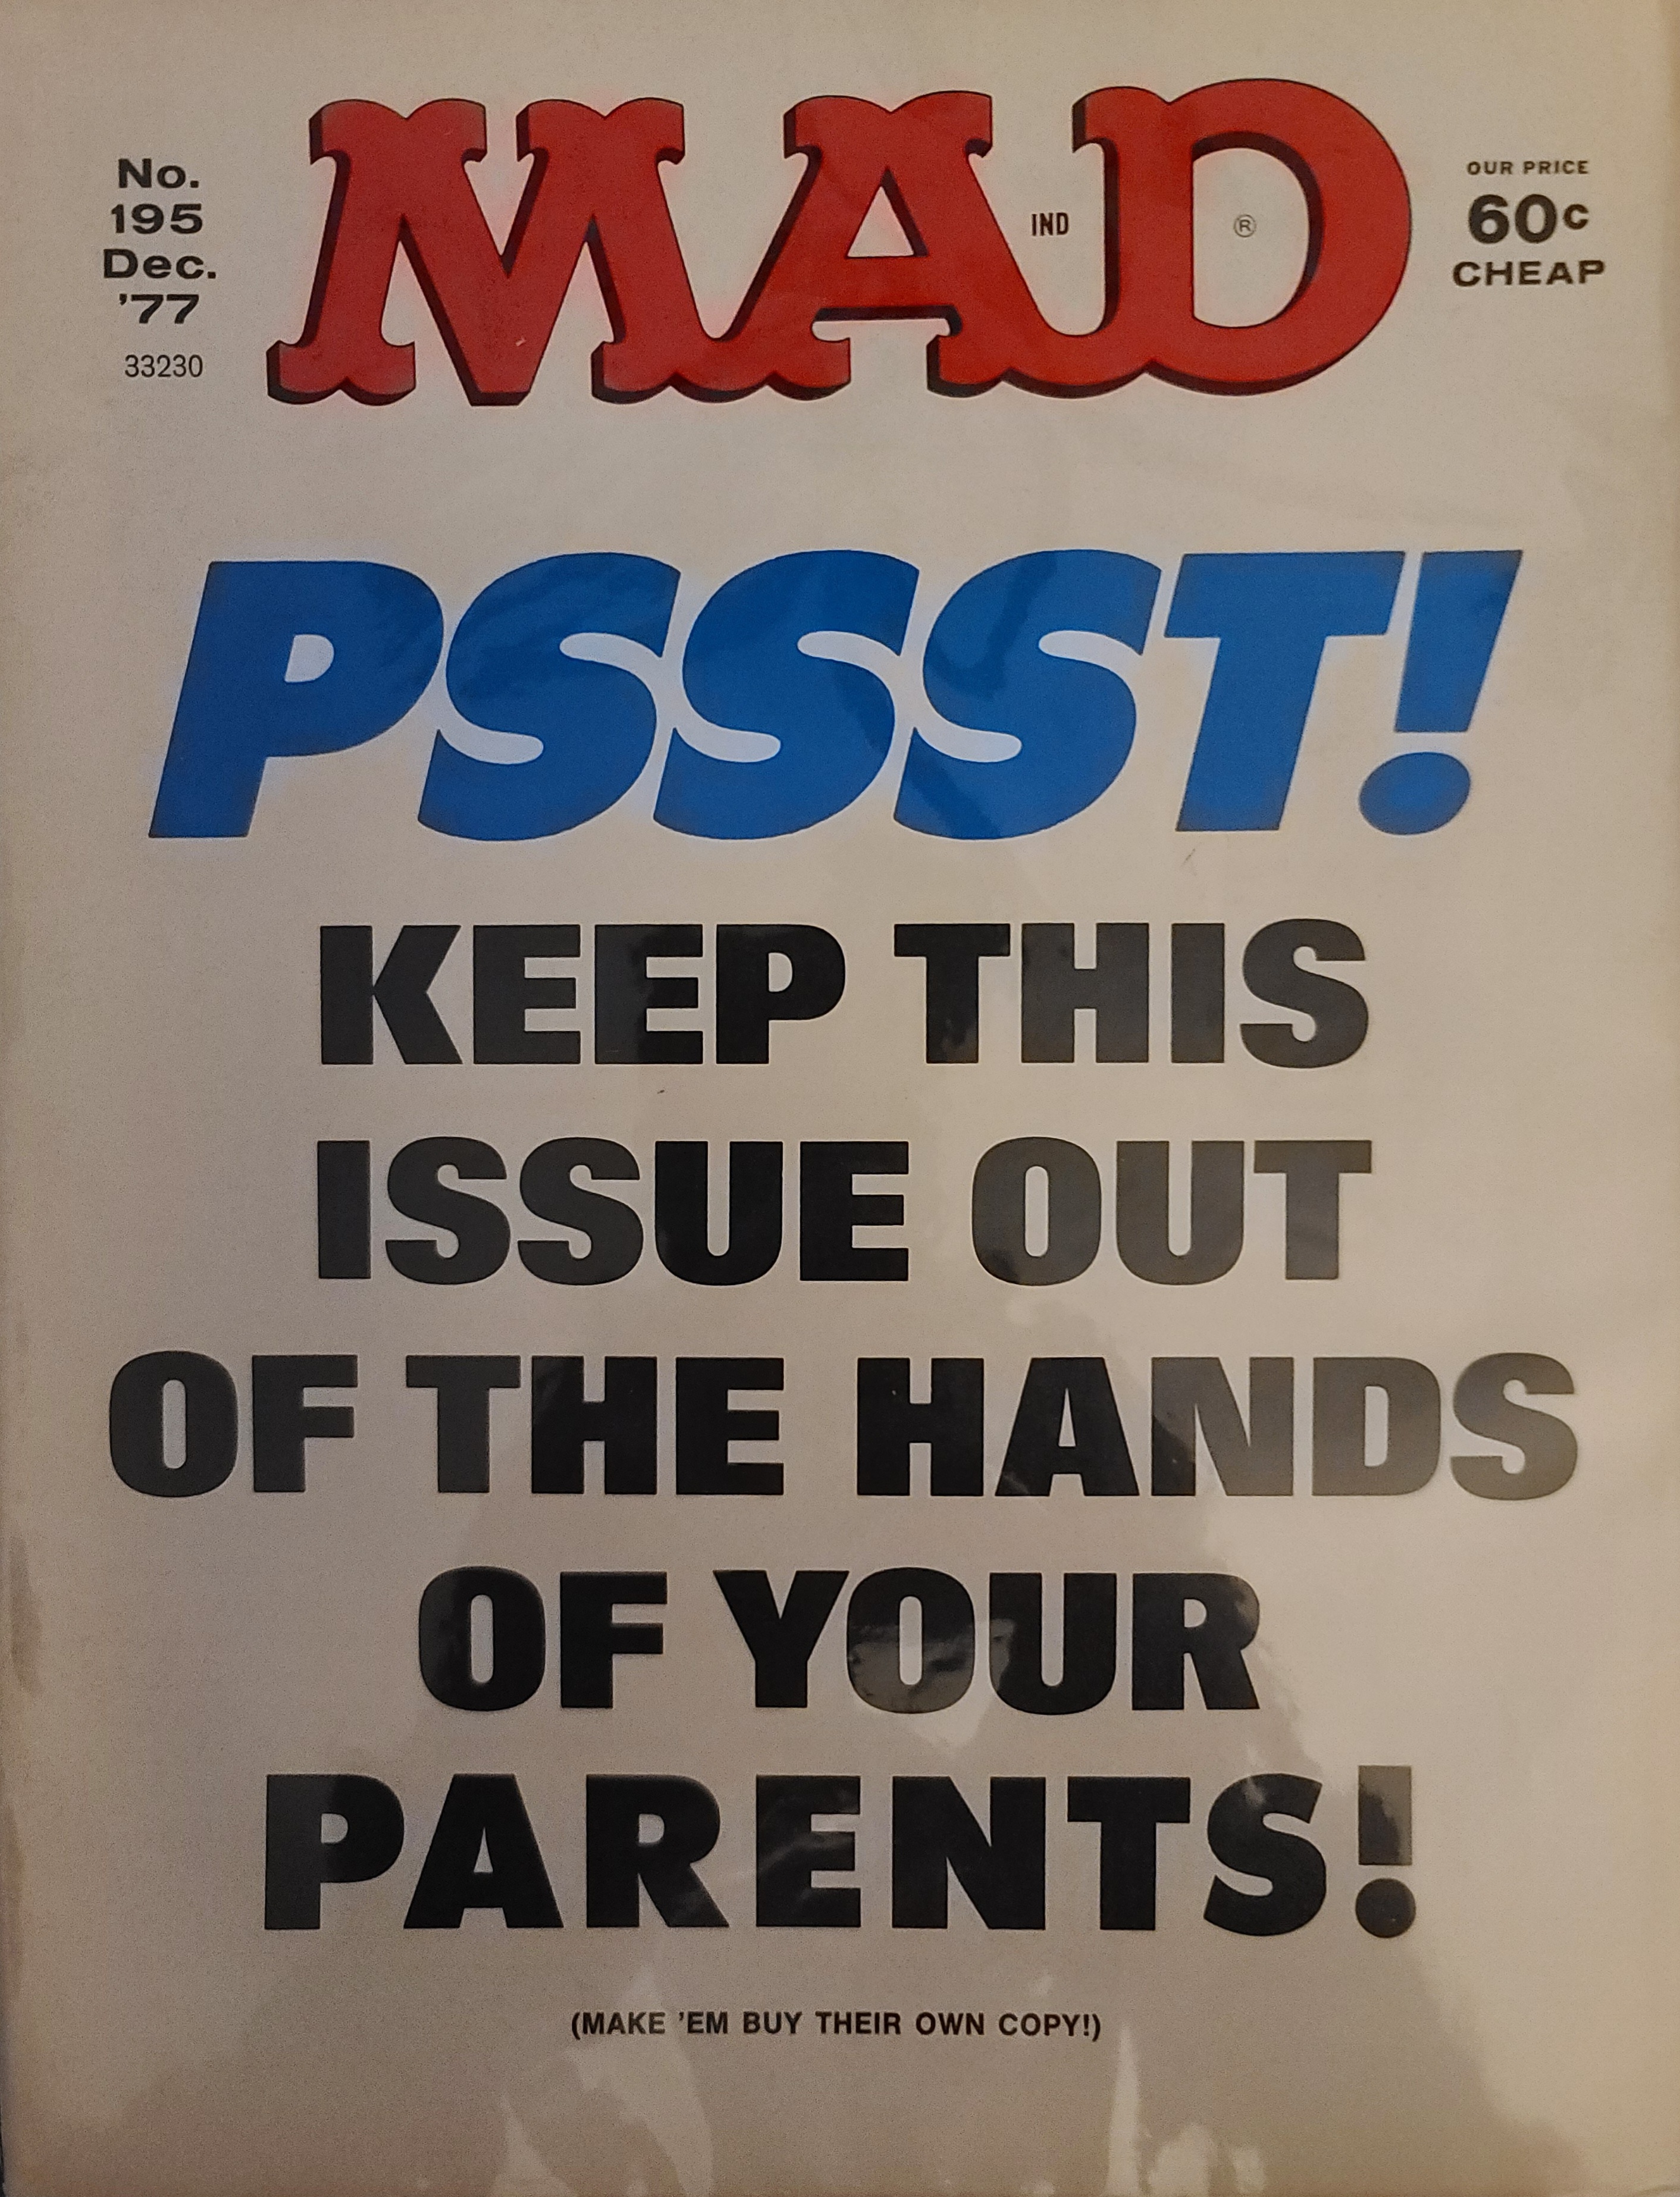 No.
195
Dec.
'77
33230
MAD
IND
®
OUR PRICE
60c
CHEAP
PSSST!
KEEP THIS
ISSUE OUT
OF THE HANDS
OF YOUR
PARENTS!
(MAKE 'EM BUY THEIR OWN COPY!)